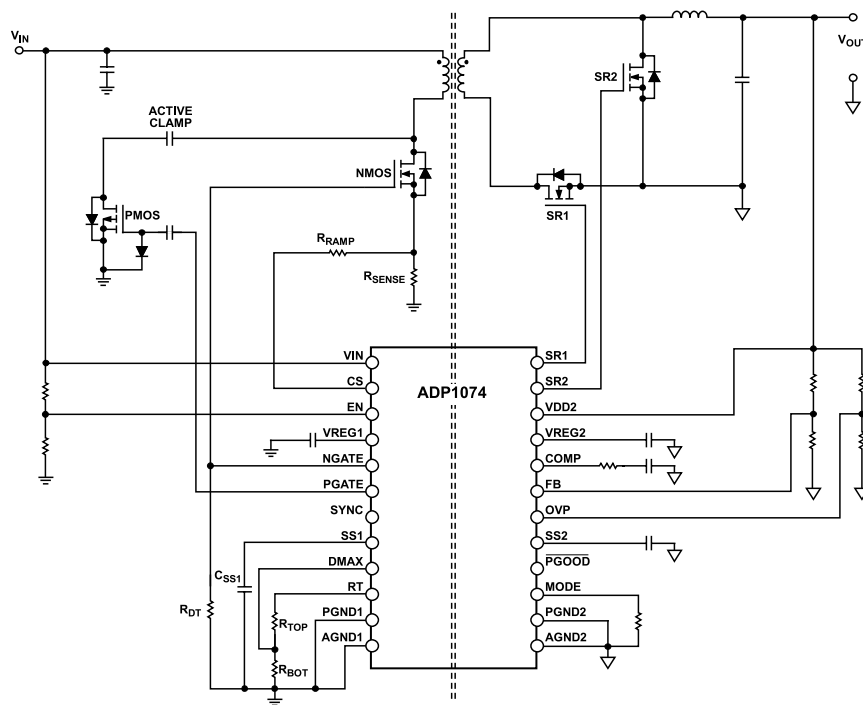 VIN
VOUT
SR2
ACTIVE
CLAMP
NMOS
PMOS
SR1
RRAMP
RSENSE
ADP1074
VIN
CS
EN
VREG1
NGATE
PGATE
SYNC
SS1
DMAX
RT
PGND1
AGND1
SR1
SR2
VDD2
VREG2
COMP
FB
OVP
SS2
PGOOD
MODE
PGND2
AGND2
CSS1
RDT
RTOP
RBOT